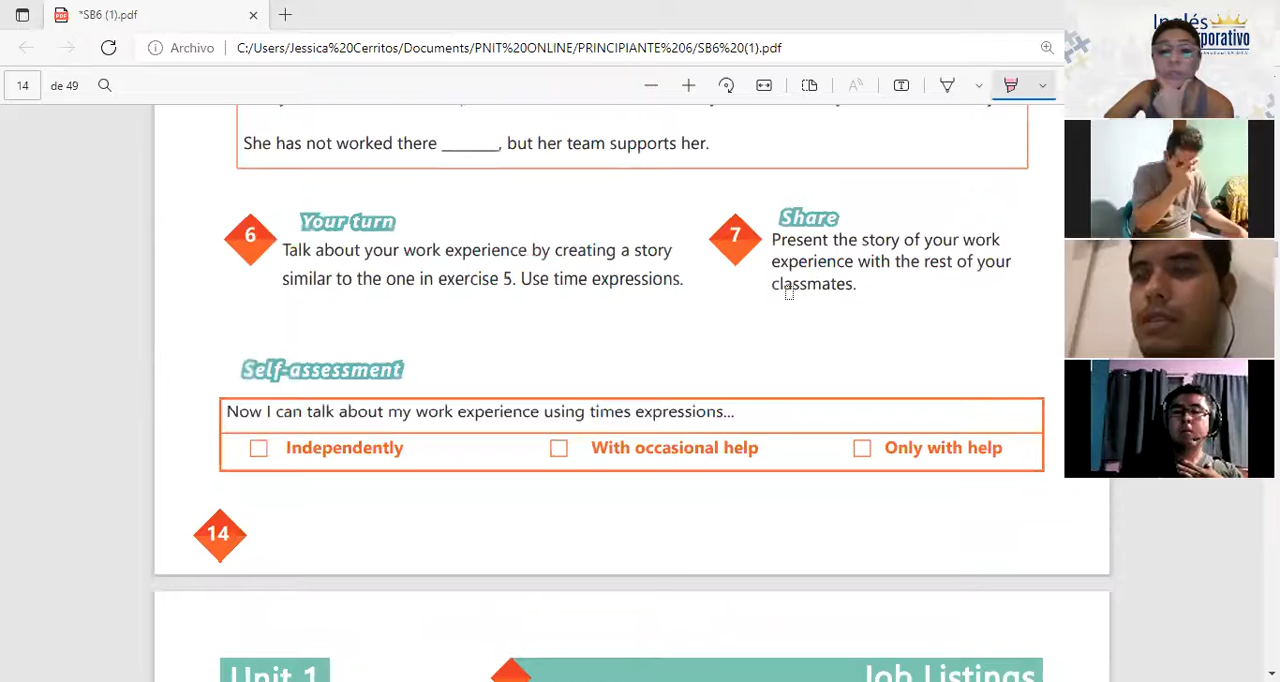 *SB6 (1).pdf
Archivo
C:/Users/Jessica%20Cerritos/Documents/PNIT%20ONLINE/PRINCIPIANTE%206/SB6%20(1).pdf
14
de 49
She has not worked there _______, but her team supports her.
6
Your turn
Talk about your work experience by creating a story
similar to the one in exercise 5. Use time expressions.
7
Share
Present the story of your work
experience with the rest of your
classmates.
Self-assessment
Now I can talk about my work experience using times expressions...
Independently
With occasional help
Only with help
14
Unit 1
Job Listings
Inglés